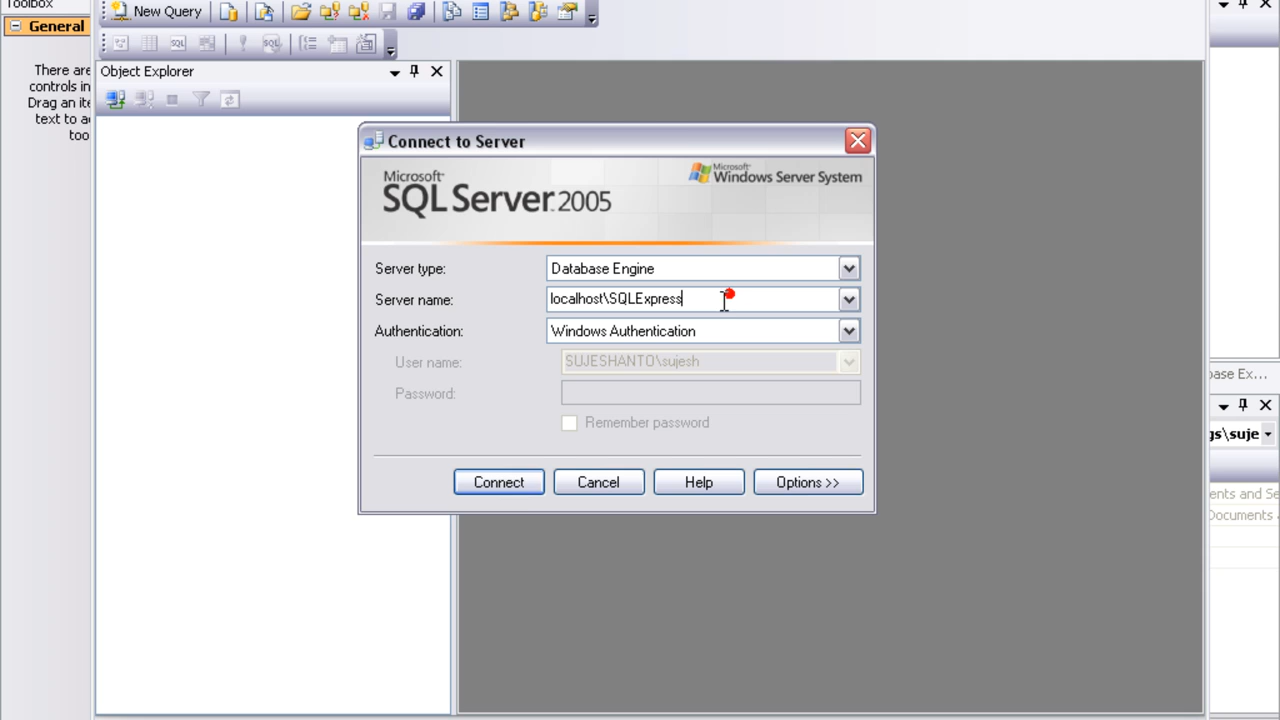 Toolbox
New Query
General
SQL
SQL
There are
controls in
Drag an ite
text to a
too
Object Explorer
Connect to Server
Microsoft
SQL Server 2005
Microsoft
Windows Server System
Server type:
Database Engine
Server name:
localhost\SQLExpress
Authentication:
Windows Authentication
User name:
SUJESHANTO\sujesh
Password:
Remember password
Connect
Cancel
Help
Options >>
base Ex...
gs\suje
ents and Se
Documents